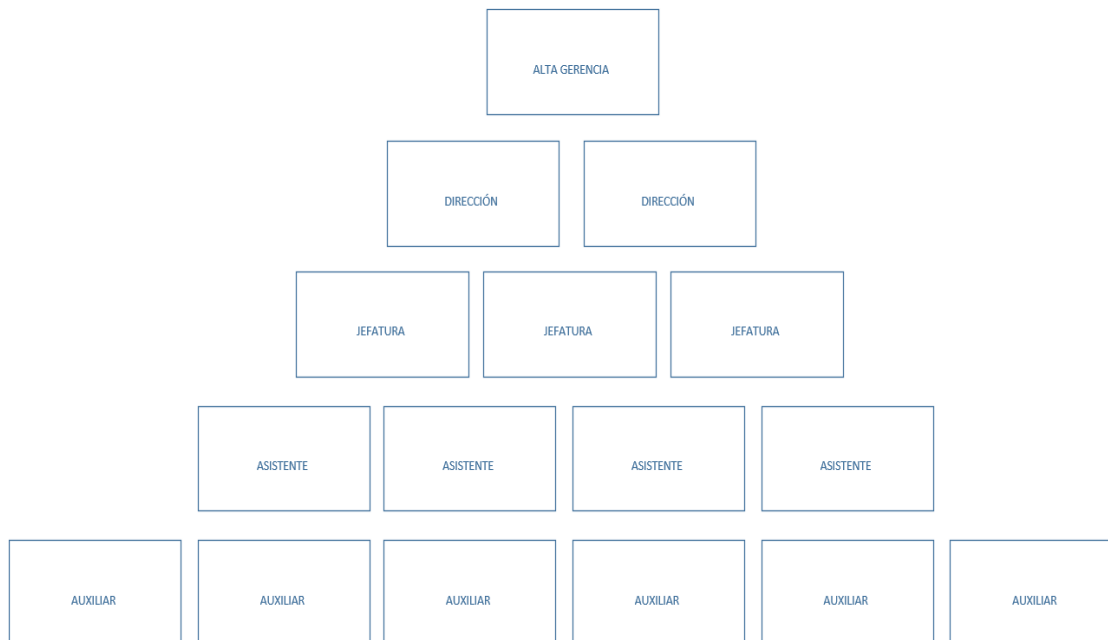 ALTA GERENCIA
DIRECCIÓN DIRECCIÓN
JEFATURA JEFATURA JEFATURA
ASISTENTE ASISTENTE ASISTENTE ASISTENTE
AUXILIAR AUXILIAR AUXILIAR AUXILIAR AUXILIAR AUXILIAR